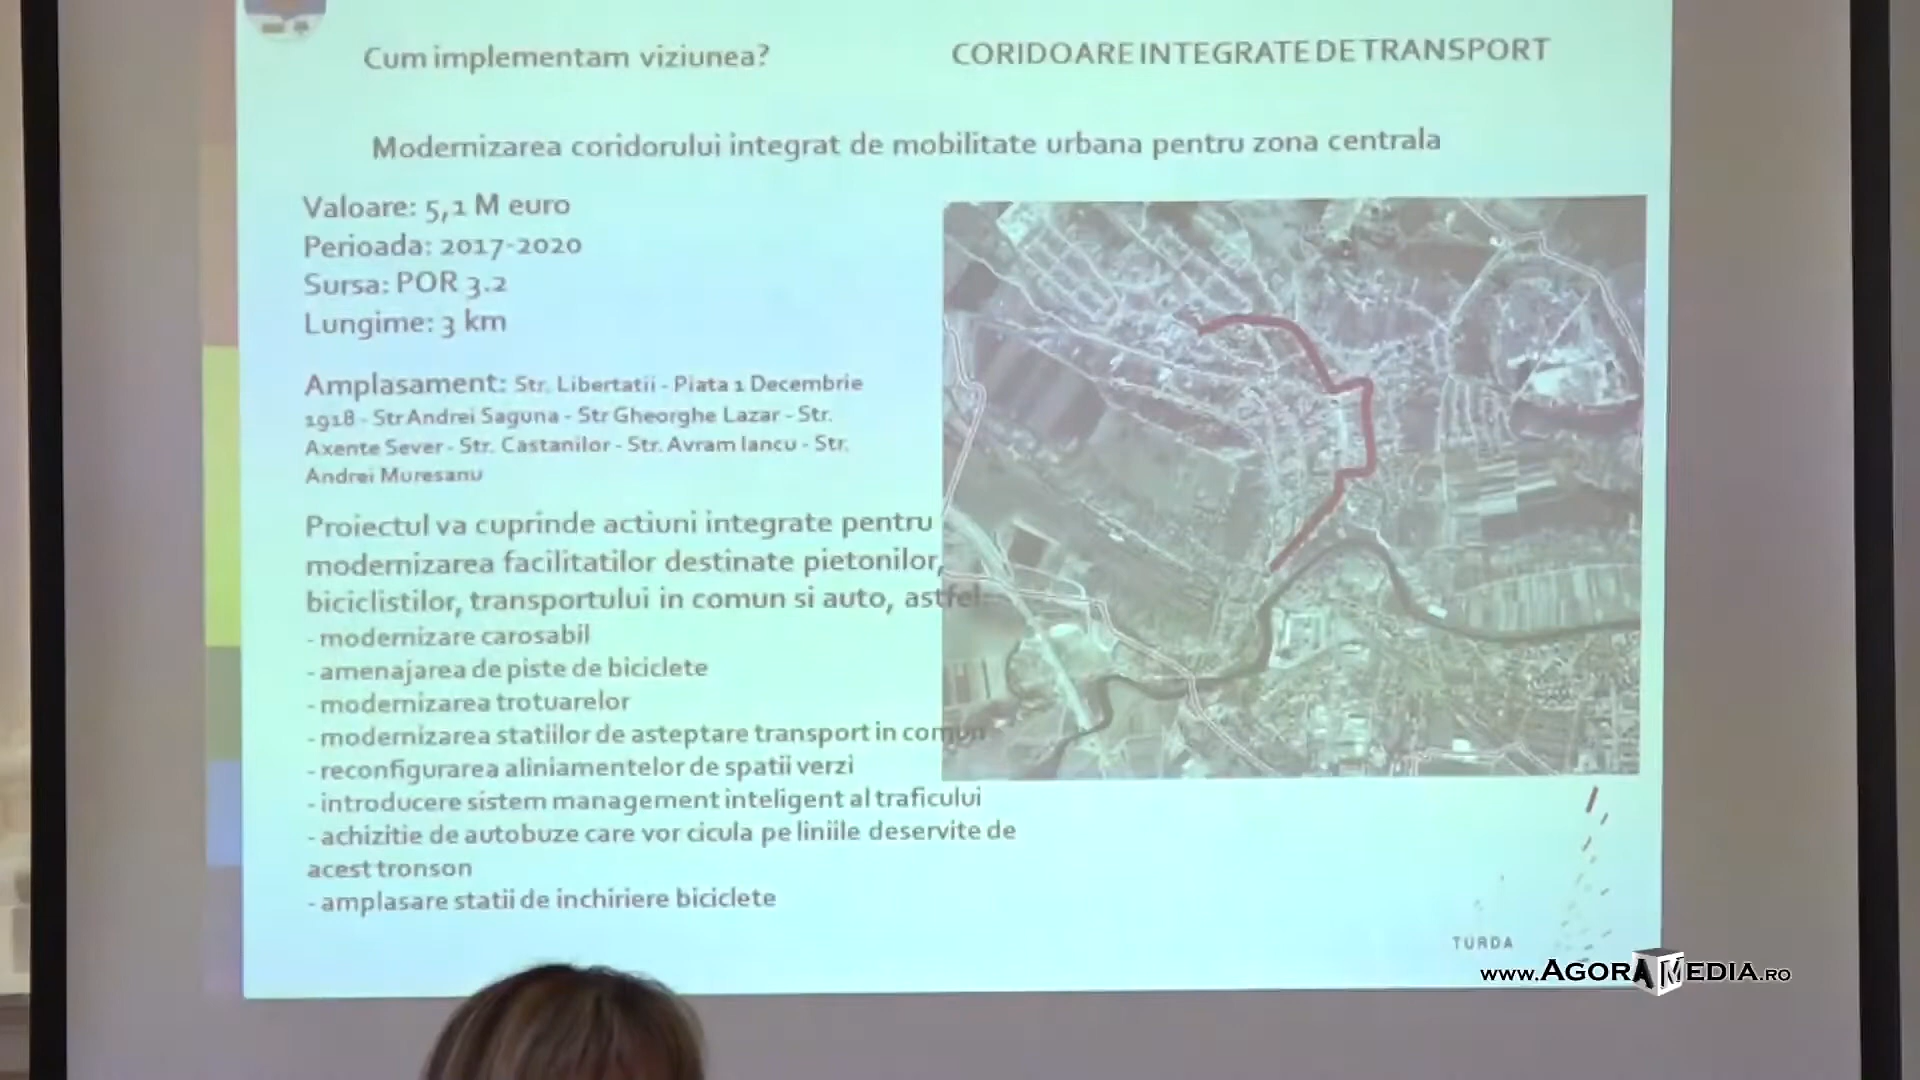 Cum implementam viziunea?
CORIDOARE INTEGRATE DE TRANSPORT
Modernizarea coridorului integrat de mobilitate urbana pentru zona centrala
Valoare: 5,1 M euro
Perioada: 2017-2020
Sursa: POR 3.2
Lungime: 3 km
Amplasament: Str. Libertatii - Piata 1 Decembrie
1918 - Str Andrei Saguna - Str Gheorghe Lazar - Str.
Axente Sever - Str. Castanilor - Str. Avram Iancu - Str.
Andrei Muresanu
Proiectul va cuprinde actiuni integrate pentru
modernizarea facilitatilor destinate pietonilor,
biciclistilor, transportului in comun si auto, astfel:
- modernizare carosabil
- amenajarea de piste de biciclete
- modernizarea trotuarelor
- modernizarea statiilor de asteptare transport in comun
- reconfigurarea aliniamentelor de spatii verzi
- introducere sistem management inteligent al traficului
- achizitie de autobuze care vor cicula pe liniile deservite de
acest tronson
- amplasare statii de inchiriere biciclete
TURDA
www.AGORAMEDIA.RO